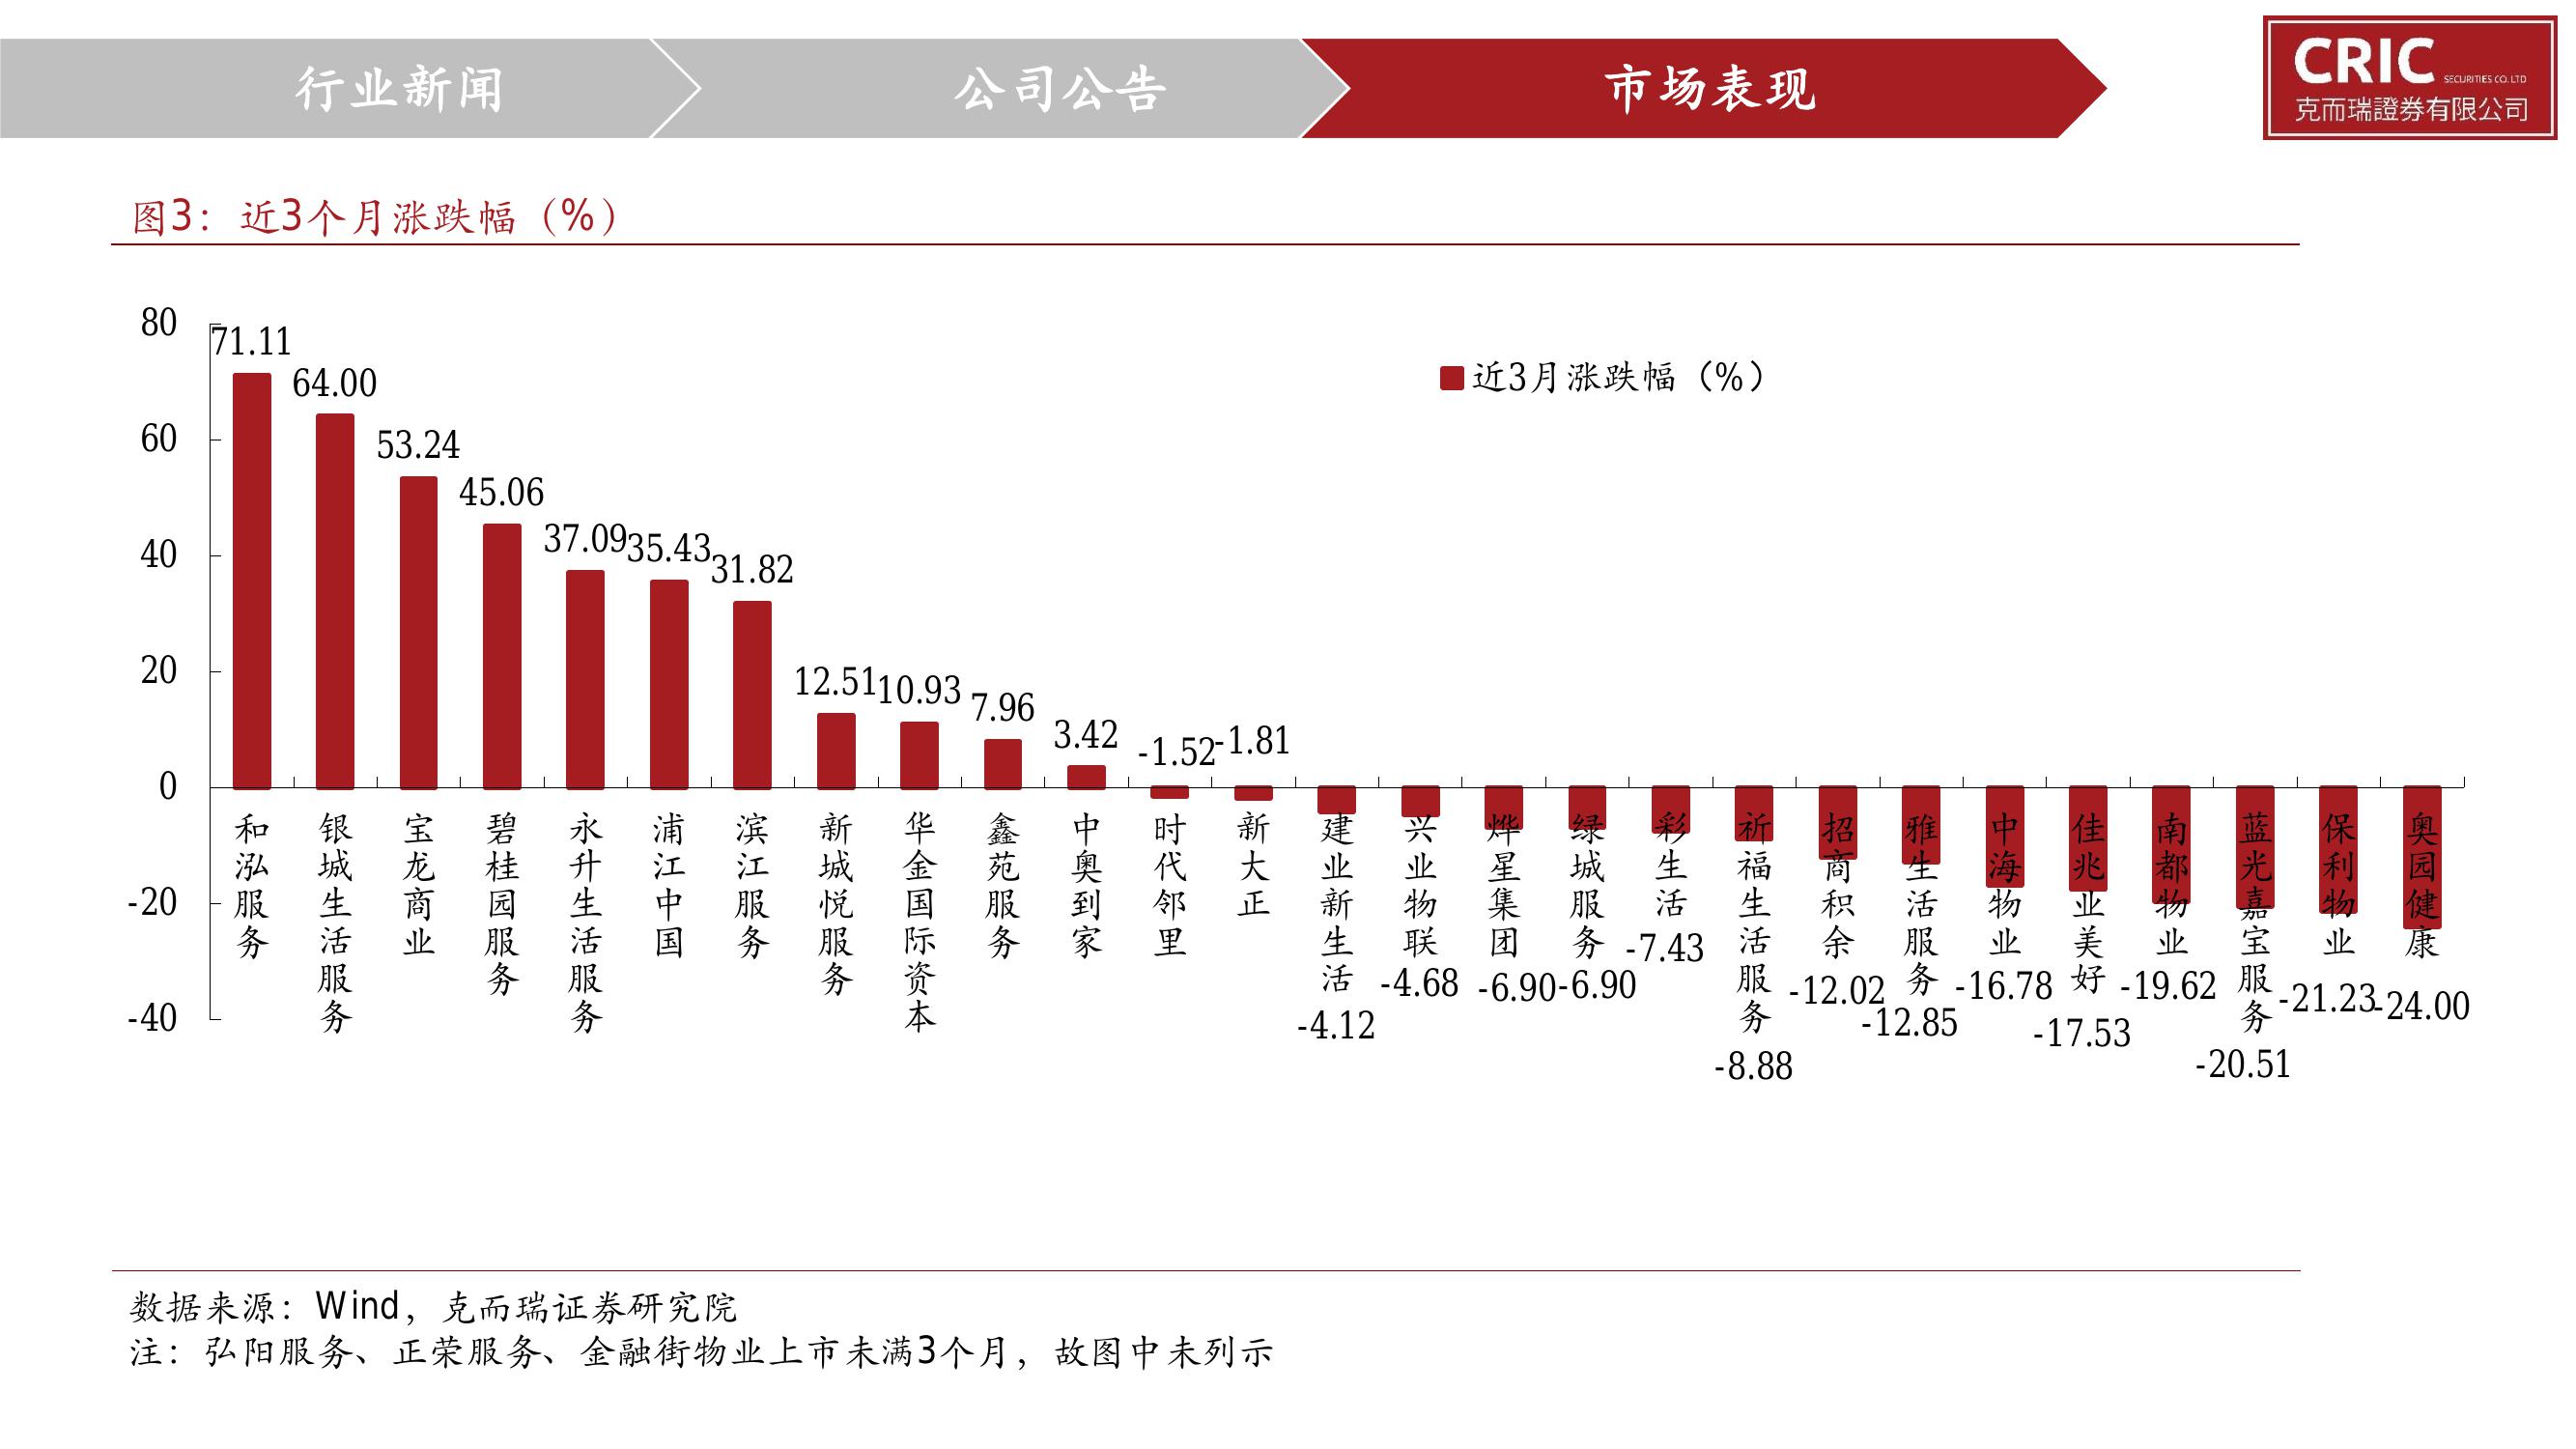 行业新闻
公司公告
市场表现
CRIC SECURITIES CO. LTD
克而瑞證券有限公司
图3：近3个月涨跌幅（%）
近3月涨跌幅（%）
80
60
40
20
0
-20
-40
71.11
64.00
53.24
45.06
37.09
35.43
31.82
12.51
10.93
7.96
3.42
-1.52
-1.81
-4.12
-4.68
-6.90
-6.90
-7.43
-8.88
-12.02
-12.85
-16.78
-17.53
-19.62
-20.51
-21.23
-24.00
和泓服务
银城生活服务
宝龙商业
碧桂园服务
永升生活服务
浦江中国
滨江服务
新城悦服务
华金国际资本
鑫苑服务
中奥到家
时代邻里
新大正
建业新生活
兴业物联
烨星集团
绿城服务
彩生活
祈福生活服务
招商积余
雅生活服务
中海物业
佳兆业美好
南都物业
蓝光嘉宝服务
保利物业
奥园健康
数据来源：Wind，克而瑞证券研究院
注：弘阳服务、正荣服务、金融街物业上市未满3个月，故图中未列示